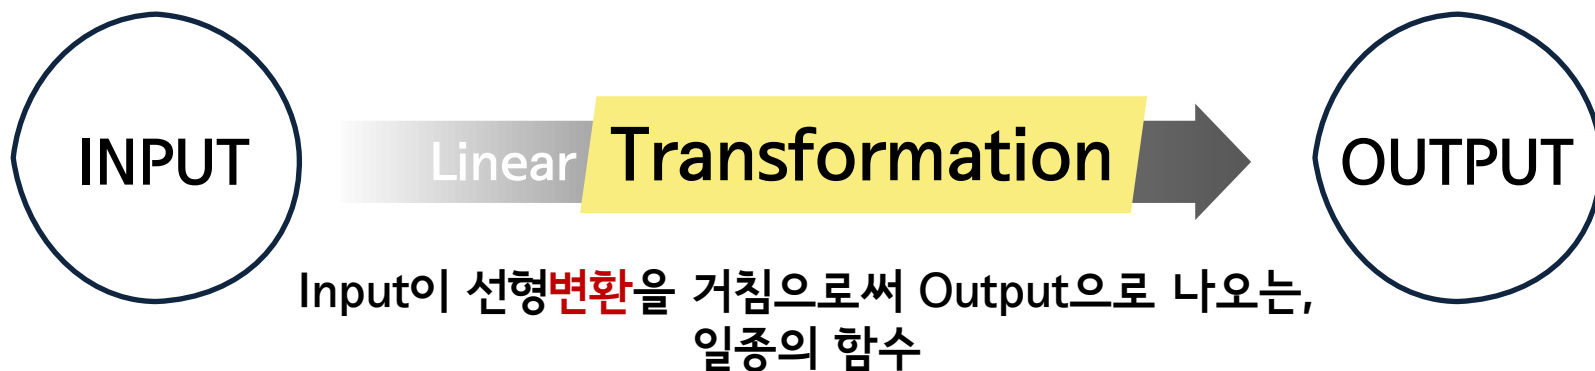 INPUT
Linear Transformation
OUTPUT
Input이 선형변환을 거침으로써 Output으로 나오는,
일종의 함수